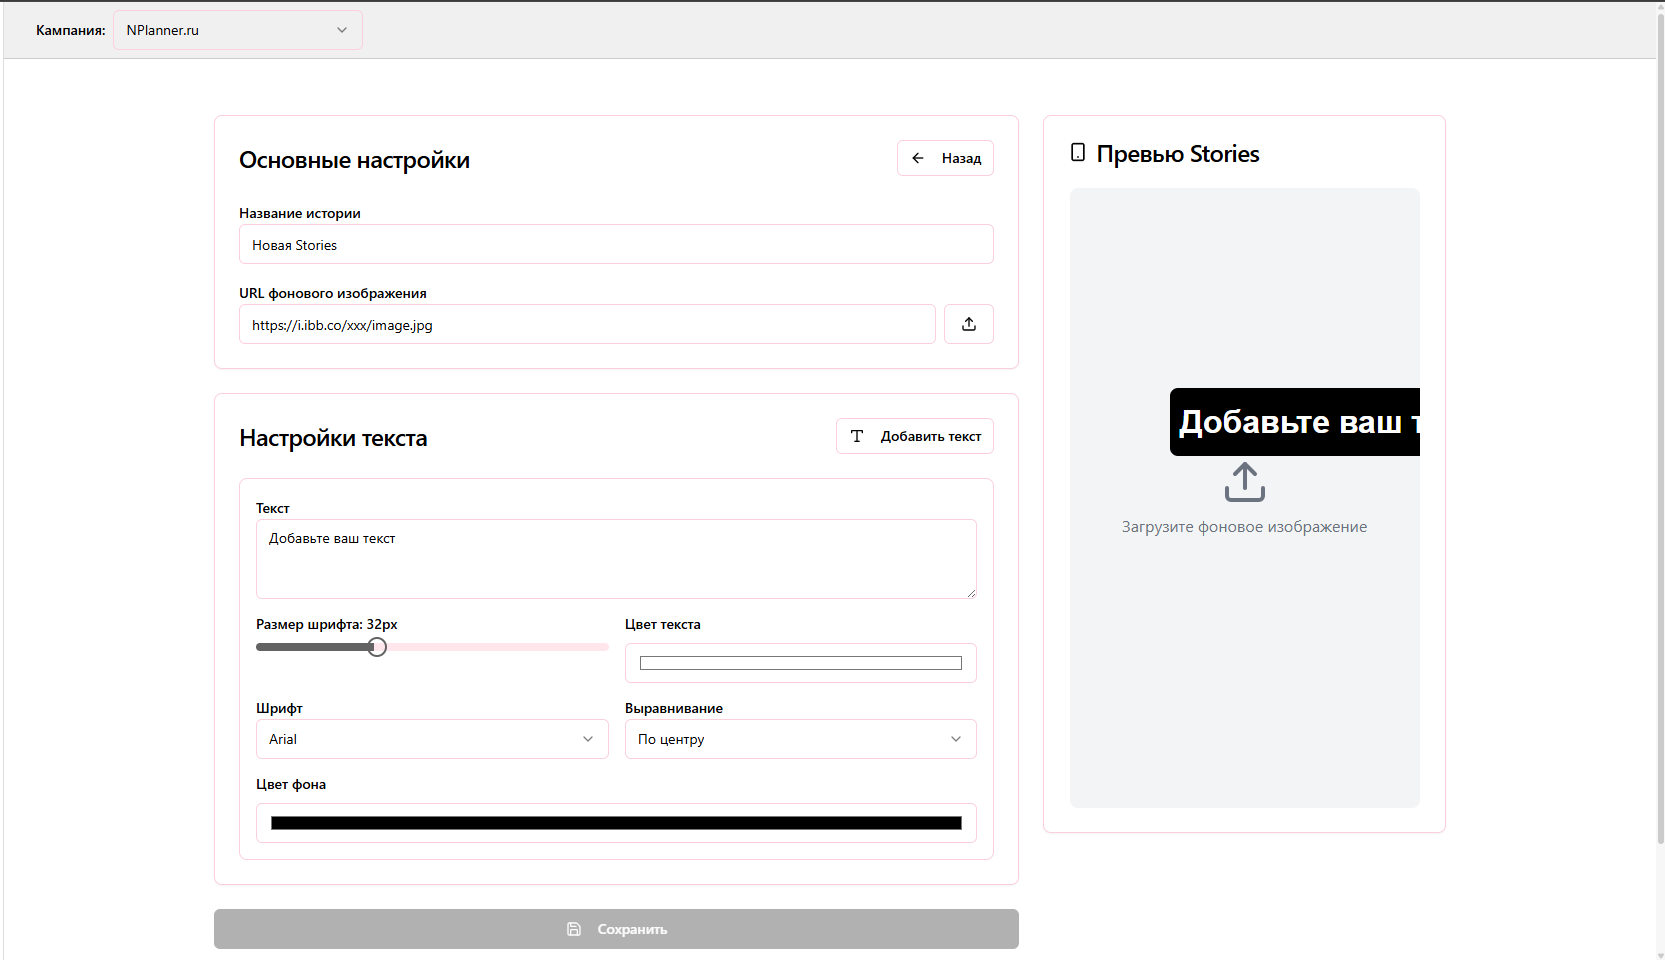 Кампания:
NPlanner.ru
Основные настройки
Назад
Название истории
Новая Stories
URL фонового изображения
https://i.ibb.co/xxx/image.jpg
Настройки текста
Добавить текст
Текст
Добавьте ваш текст
Размер шрифта: 32px
Цвет текста
Шрифт
Arial
Выравнивание
По центру
Цвет фона
Сохранить
Превью Stories
Добавьте ваш т
Загрузите фоновое изображение